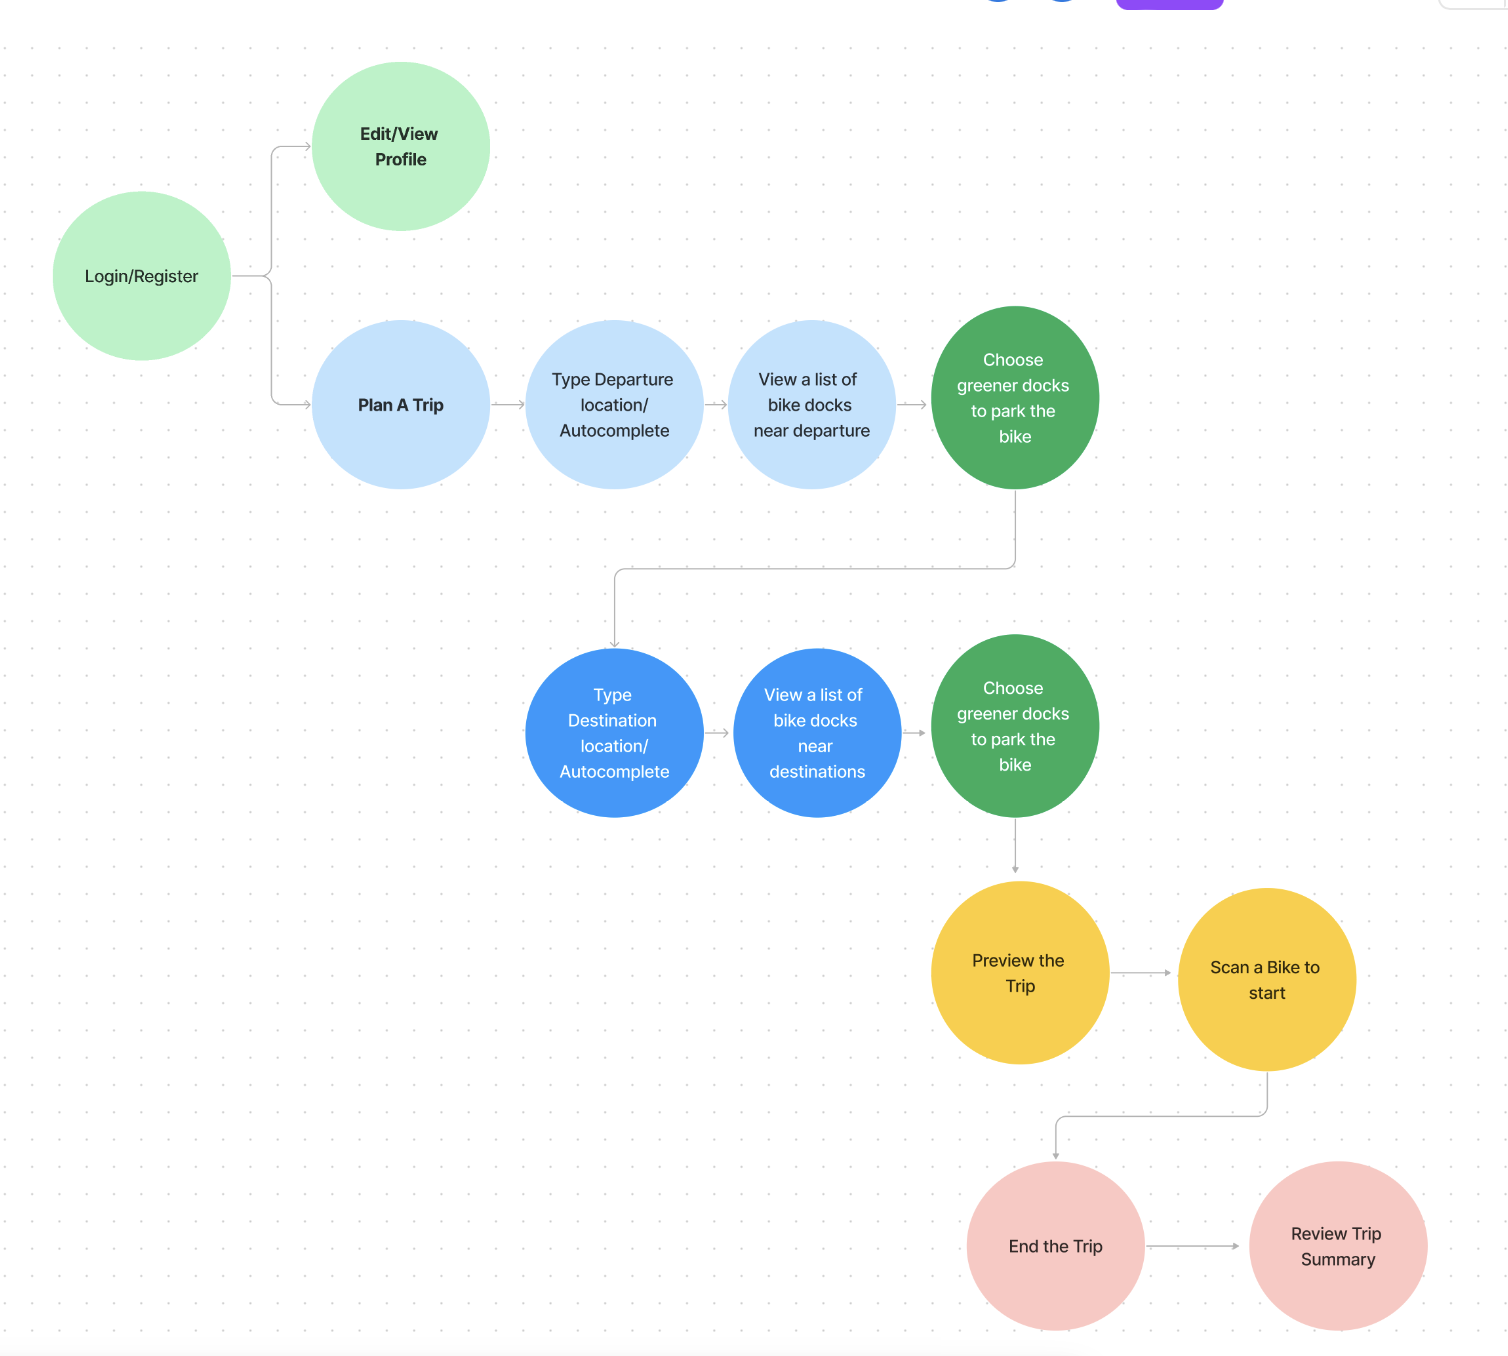 Edit/View
Profile
Login/Register
Plan A Trip
Type Departure
location/
Autocomplete
View a list of
bike docks
near departure
Choose
greener docks
to park the
bike
Type
Destination
location/
Autocomplete
View a list of
bike docks
near
destinations
Choose
greener docks
to park the
bike
Preview the
Trip
Scan a Bike to
start
End the Trip
Review Trip
Summary